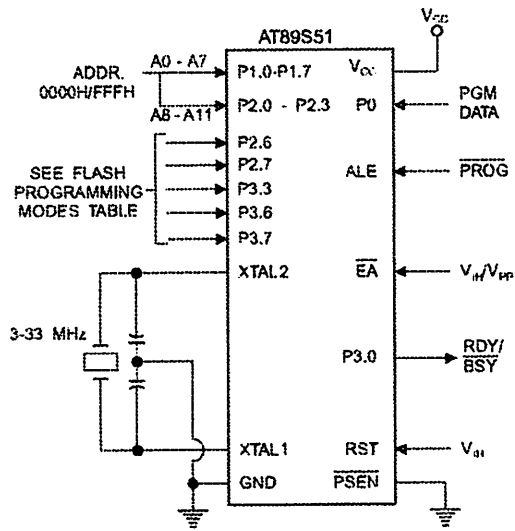 AT89S51
VCC
ADDR.
0000H/FFFH
A0 - A7
A8 - A11
P1.0-P1.7
P2.0 - P2.3
P2.6
P2.7
P3.3
P3.6
P3.7
SEE FLASH
PROGRAMMING
MODES TABLE
XTAL2
3-33 MHz
XTAL1
GND
VCC
P0
PGM
DATA
ALE
PROG
EA
VIH/VPP
P3.0
RDY/
BSY
RST
VIH
PSEN